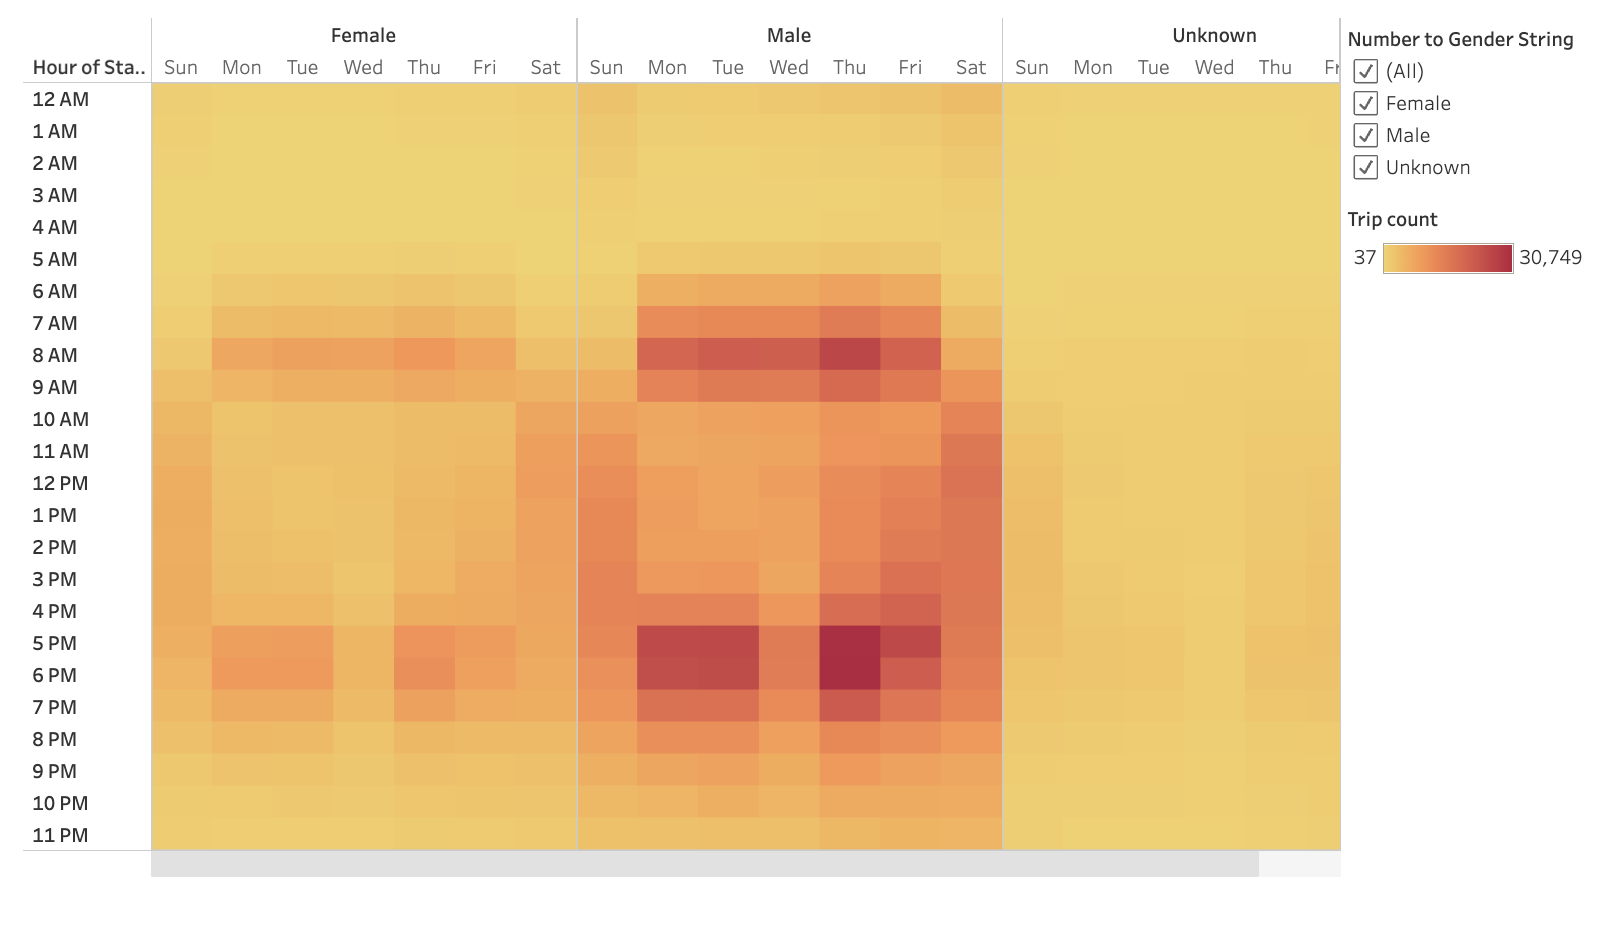 Female Male Unknown
Hour of Sta.. Sun Mon Tue Wed Thu Fri Sat Sun Mon Tue Wed Thu Fri Sat Sun Mon Tue Wed Thu Fr
12 AM
1 AM
2 AM
3 AM
4 AM
5 AM
6 AM
7 AM
8 AM
9 AM
10 AM
11 AM
12 PM
1 PM
2 PM
3 PM
4 PM
5 PM
6 PM
7 PM
8 PM
9 PM
10 PM
11 PM
Number to Gender String
(All)
Female
Male
Unknown
Trip count
37 30,749